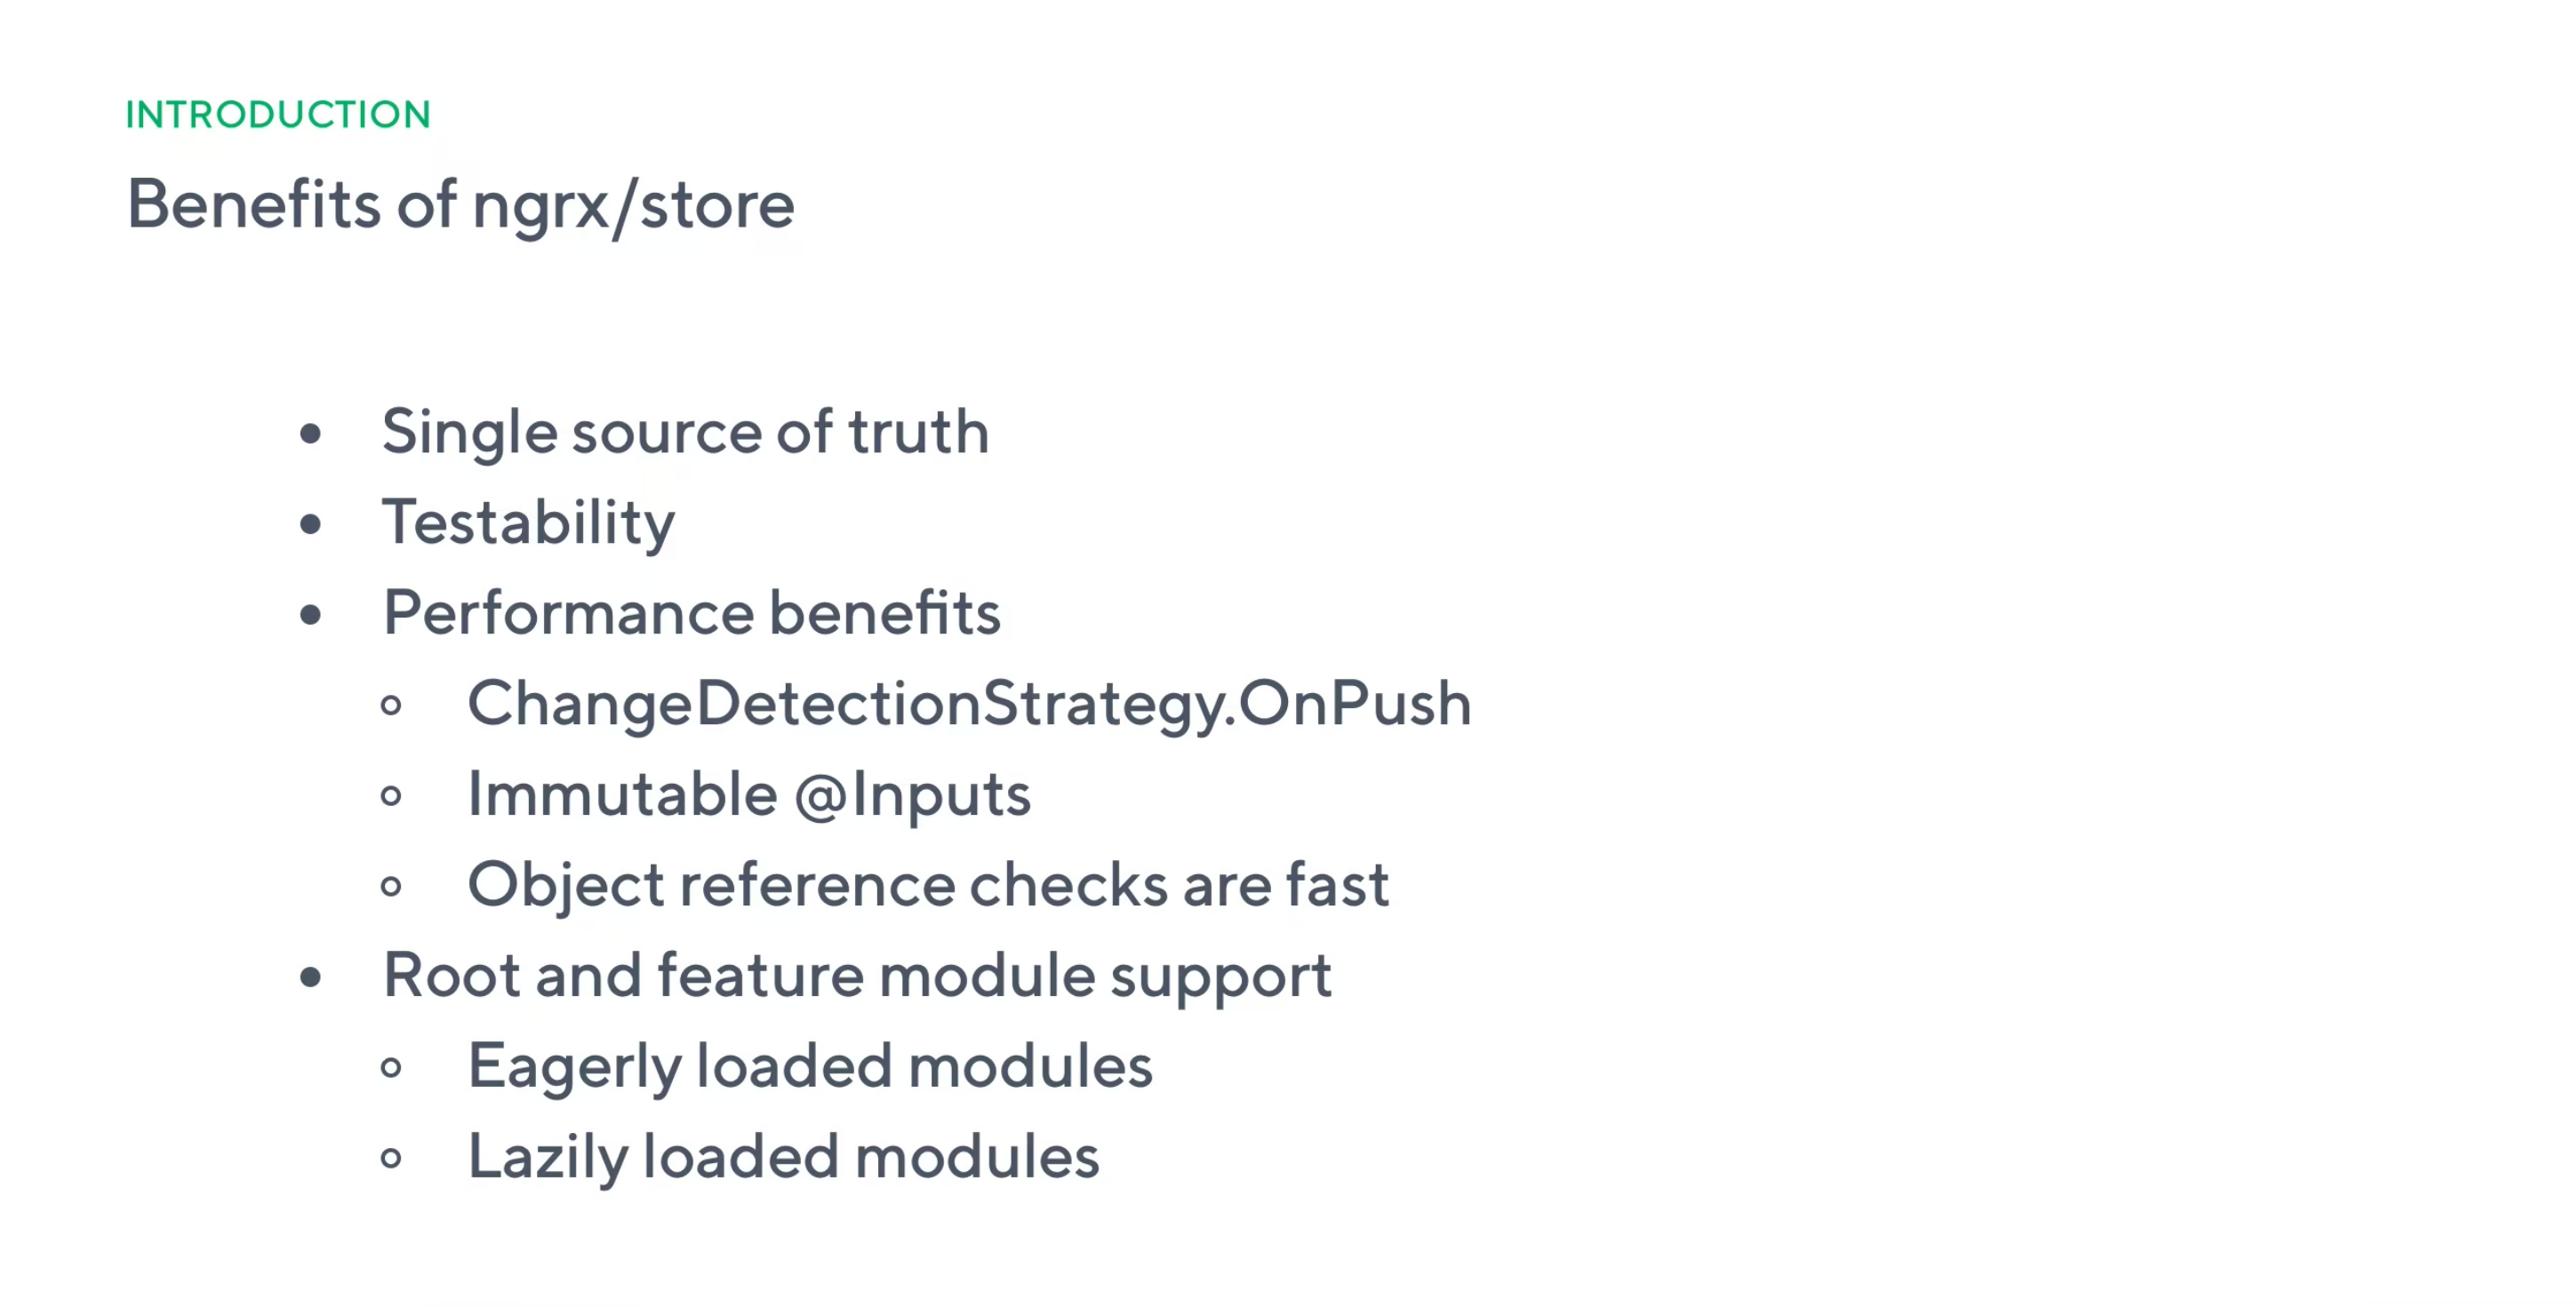 INTRODUCTION
Benefits of ngrx/store
• Single source of truth
• Testability
• Performance benefits
◦ ChangeDetectionStrategy.OnPush
◦ Immutable @Inputs
◦ Object reference checks are fast
• Root and feature module support
◦ Eagerly loaded modules
◦ Lazily loaded modules